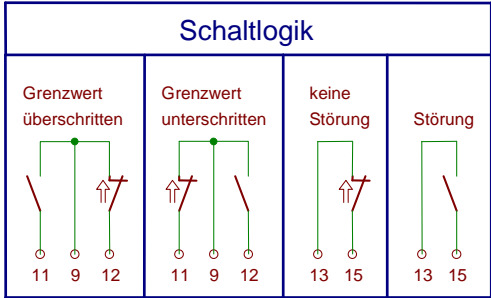 Schaltlogik
Grenzwert
überschritten
11 9 12
Grenzwert
unterschritten
11 9 12
keine
Störung
13 15
Störung
13 15